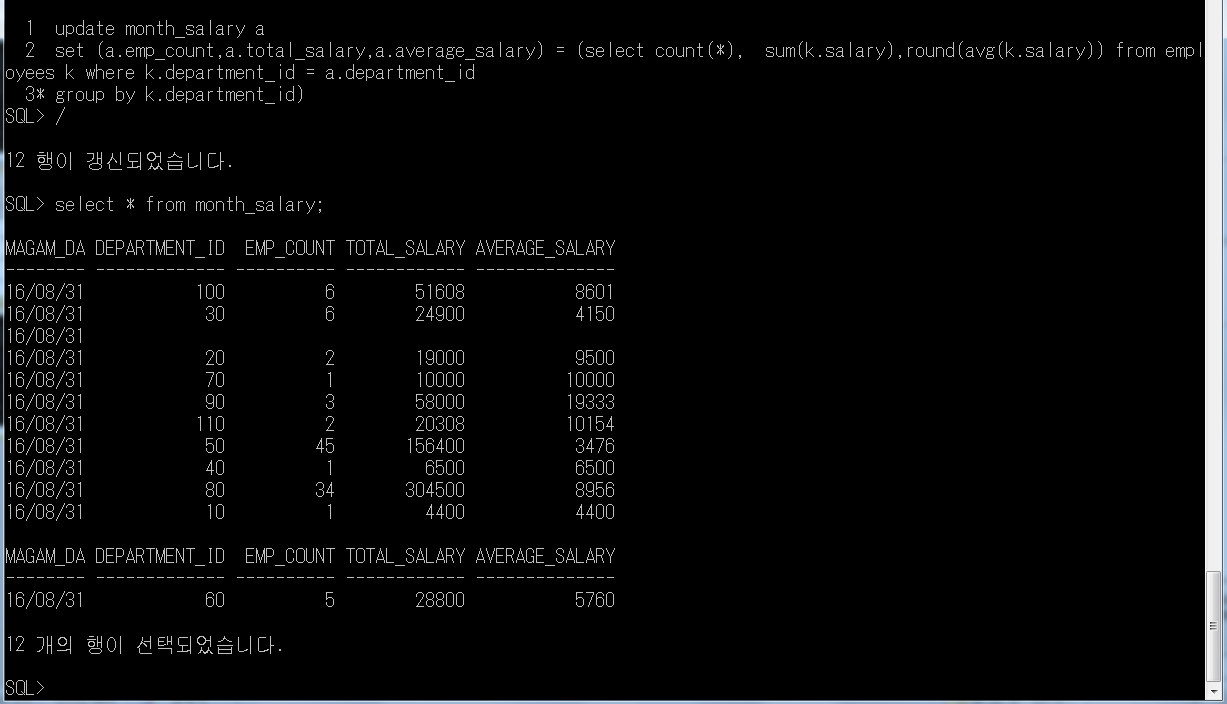 1  update month_salary a
  2  set (a.emp_count,a.total_salary,a.average_salary) = (select count(*),  sum(k.salary),round(avg(k.salary)) from empl
oyees k where k.department_id = a.department_id
  3* group by k.department_id)
SQL> /
12 행이 갱신되었습니다.
SQL> select * from month_salary;
MAGAM_DA DEPARTMENT_ID  EMP_COUNT TOTAL_SALARY AVERAGE_SALARY
-------- ------------- ---------- ------------ --------------
16/08/31           100          6        51608           8601
16/08/31            30          6        24900           4150
16/08/31
16/08/31            20          2        19000           9500
16/08/31            70          1        10000          10000
16/08/31            90          3        58000          19333
16/08/31           110          2        20308          10154
16/08/31            50         45       156400           3476
16/08/31            40          1         6500           6500
16/08/31            80         34       304500           8956
16/08/31            10          1         4400           4400
MAGAM_DA DEPARTMENT_ID  EMP_COUNT TOTAL_SALARY AVERAGE_SALARY
-------- ------------- ---------- ------------ --------------
16/08/31            60          5        28800           5760
12 개의 행이 선택되었습니다.
SQL>